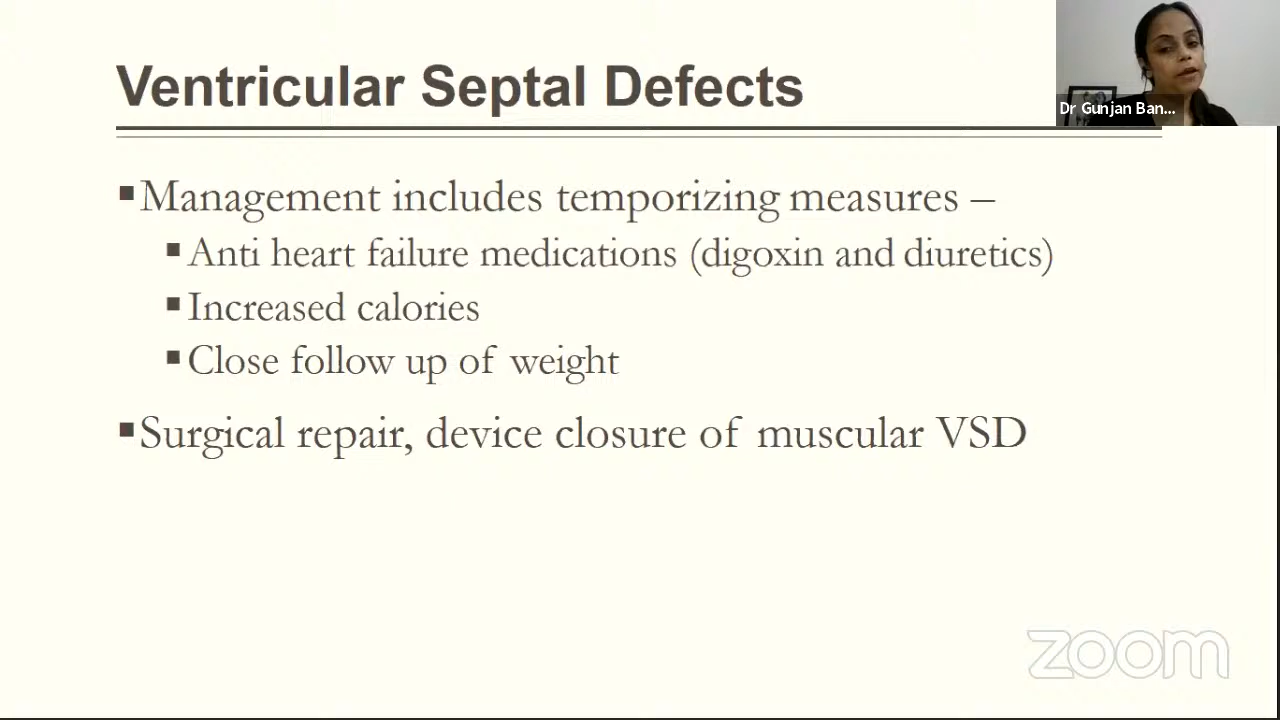 Ventricular Septal Defects
Dr Gunjan Ban...
▪Management includes temporizing measures –
▪Anti heart failure medications (digoxin and diuretics)
▪Increased calories
▪Close follow up of weight
▪Surgical repair, device closure of muscular VSD
zoom